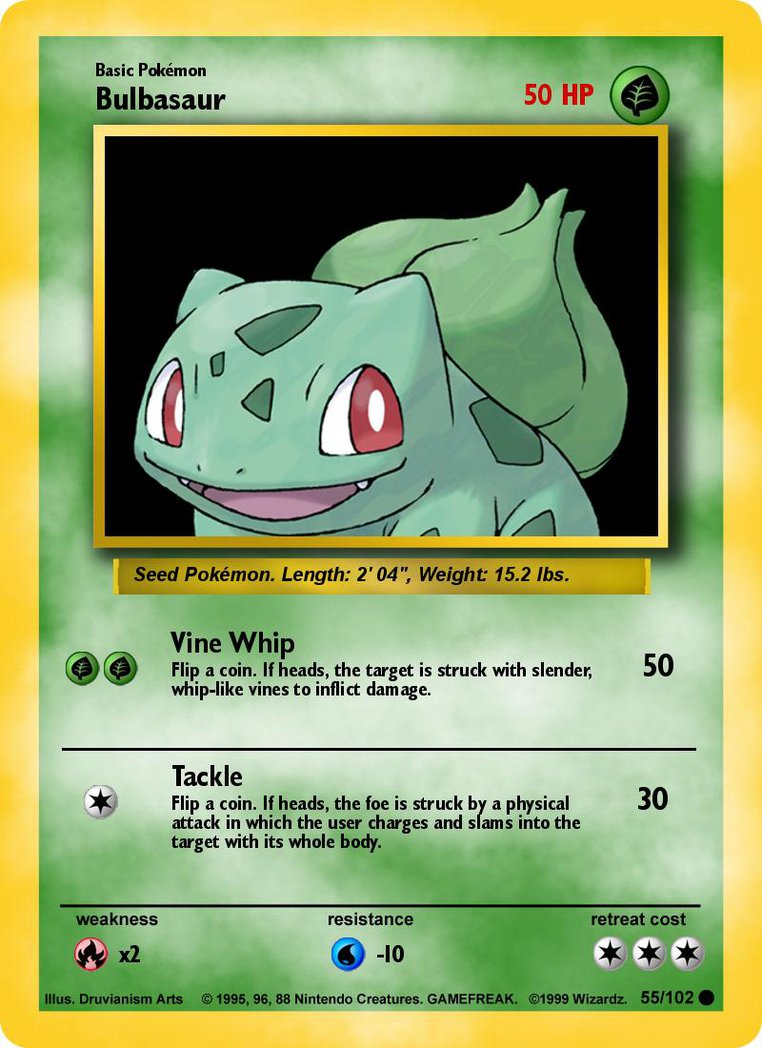 Basic Pokémon
Bulbasaur
50 HP
Seed Pokémon. Length: 2' 04", Weight: 15.2 lbs.
Vine Whip
Flip a coin. If heads, the target is struck with slender,
whip-like vines to inflict damage.
50
Tackle
Flip a coin. If heads, the foe is struck by a physical
attack in which the user charges and slams into the
target with its whole body.
30
weakness
resistance
retreat cost
x2
-10
Illus. Druvianism Arts © 1995, 96, 88 Nintendo Creatures. GAMEFREAK. ©1999 Wizardz. 55/102